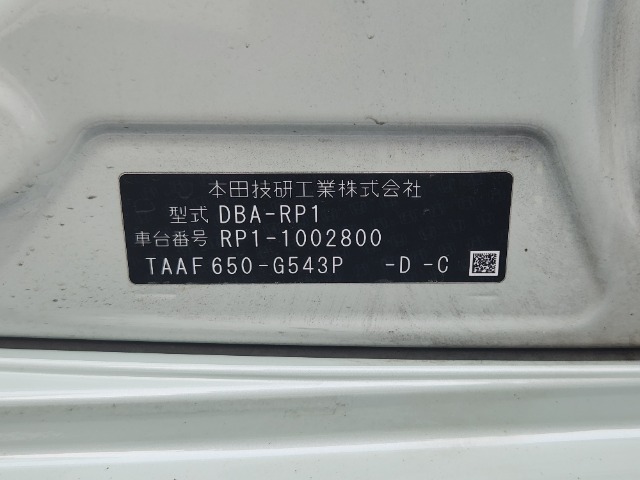 本田技研工業株式会社
型式 DBA-RP1
車台番号 RP1-1002800
TAAF 650-G543P -D -C